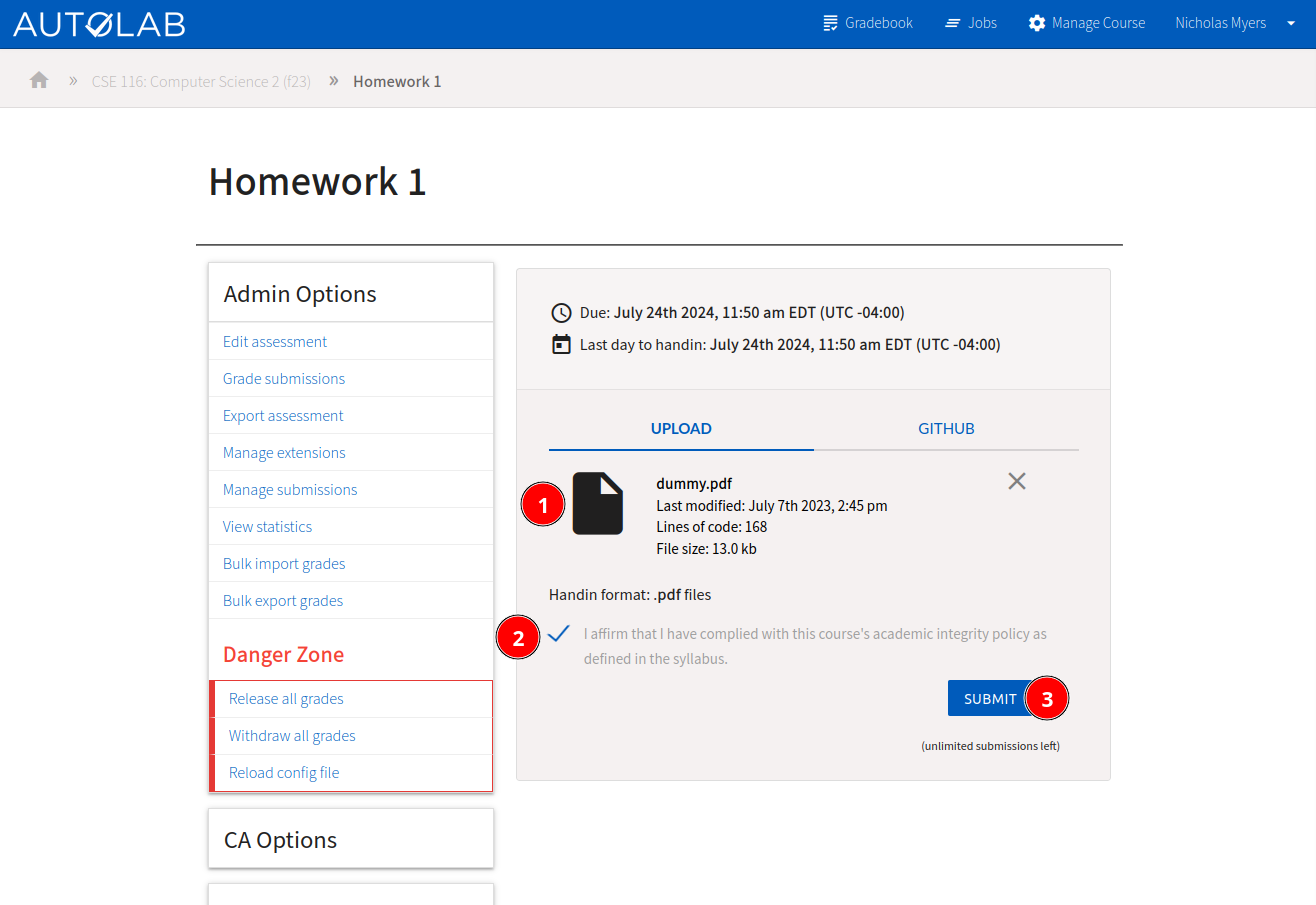 AUTOLAB
Gradebook
Jobs
Manage Course
Nicholas Myers
» CSE 116: Computer Science 2 (f23) » Homework 1
Homework 1
Admin Options
Edit assessment
Grade submissions
Export assessment
Manage extensions
Manage submissions
View statistics
Bulk import grades
Bulk export grades
Danger Zone
Release all grades
Withdraw all grades
Reload config file
CA Options
Due: July 24th 2024, 11:50 am EDT (UTC -04:00)
Last day to handin: July 24th 2024, 11:50 am EDT (UTC -04:00)
UPLOAD
GITHUB
1
dummy.pdf
Last modified: July 7th 2023, 2:45 pm
Lines of code: 168
File size: 13.0 kb
Handin format: .pdf files
2
I affirm that I have complied with this course's academic integrity policy as
defined in the syllabus.
SUBMIT
3
(unlimited submissions left)